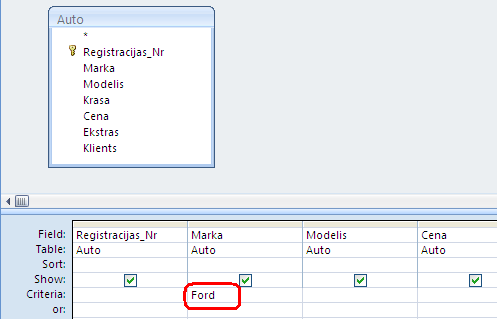 Auto
*
Registracijas_Nr
Marka
Modelis
Krasa
Cena
Ekstras
Klients
Field: Registracijas_Nr Marka Modelis Cena
Table: Auto Auto Auto Auto
Sort:
Show:
Criteria: Ford
or: